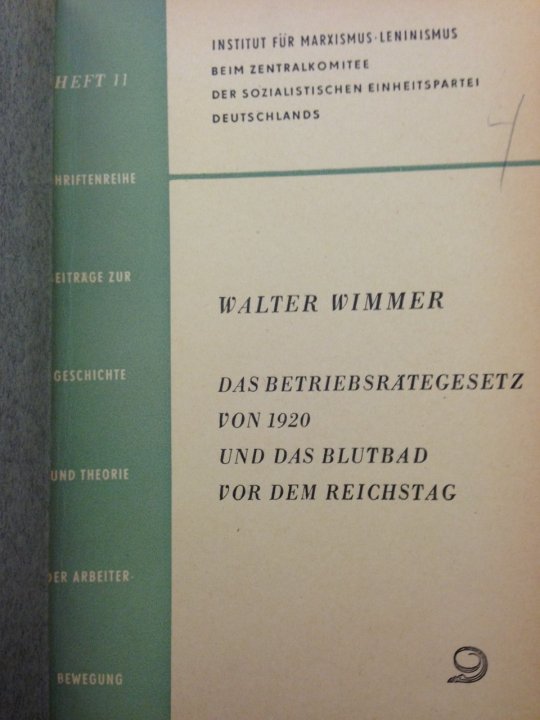 HEFT 11
HRIFTENREIHE
EITRÄGE ZUR
GESCHICHTE
UND THEORIE
DER ARBEITER-
BEWEGUNG
INSTITUT FÜR MARXISMUS-LENINISMUS
BEIM ZENTRALKOMITEE
DER SOZIALISTISCHEN EINHEITSPARTEI
DEUTSCHLANDS
WALTER WIMMER
DAS BETRIEBSRÄTEGESETZ
VON 1920
UND DAS BLUTBAD
VOR DEM REICHSTAG